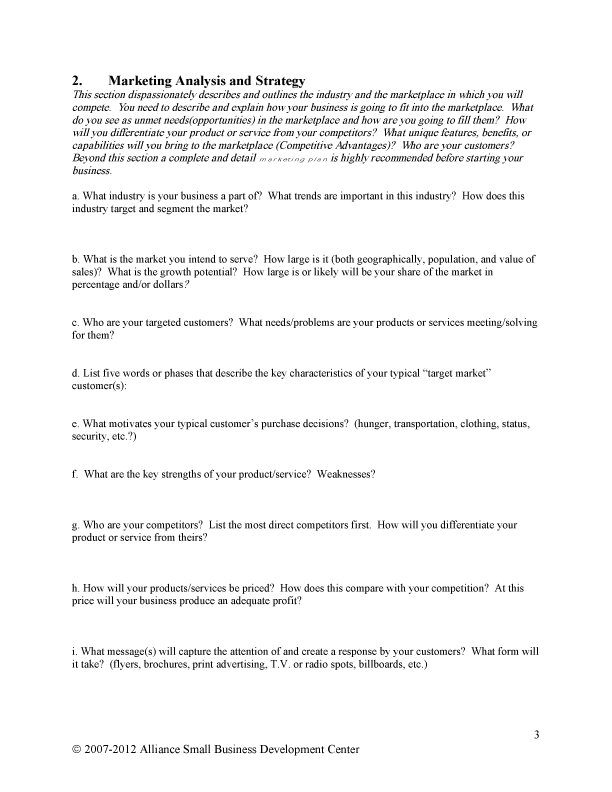 2. Marketing Analysis and Strategy
This section dispassionately describes and outlines the industry and the marketplace in which you will
compete. You need to describe and explain how your business is going to fit into the marketplace. What
do you see as unmet needs(opportunities) in the marketplace and how are you going to fill them? How
will you differentiate your product or service from your competitors? What unique features, benefits, or
capabilities will you bring to the marketplace (Competitive Advantages)? Who are your customers?
Beyond this section a complete and detail marketing plan is highly recommended before starting your
business.
a. What industry is your business a part of? What trends are important in this industry? How does this
industry target and segment the market?
b. What is the market you intend to serve? How large is it (both geographically, population, and value of
sales)? What is the growth potential? How large is or likely will be your share of the market in
percentage and/or dollars?
c. Who are your targeted customers? What needs/problems are your products or services meeting/solving
for them?
d. List five words or phases that describe the key characteristics of your typical “target market”
customer(s):
e. What motivates your typical customer’s purchase decisions? (hunger, transportation, clothing, status,
security, etc.?)
f. What are the key strengths of your product/service? Weaknesses?
g. Who are your competitors? List the most direct competitors first. How will you differentiate your
product or service from theirs?
h. How will your products/services be priced? How does this compare with your competition? At this
price will your business produce an adequate profit?
i. What message(s) will capture the attention of and create a response by your customers? What form will
it take? (flyers, brochures, print advertising, T.V. or radio spots, billboards, etc.)
3
© 2007-2012 Alliance Small Business Development Center